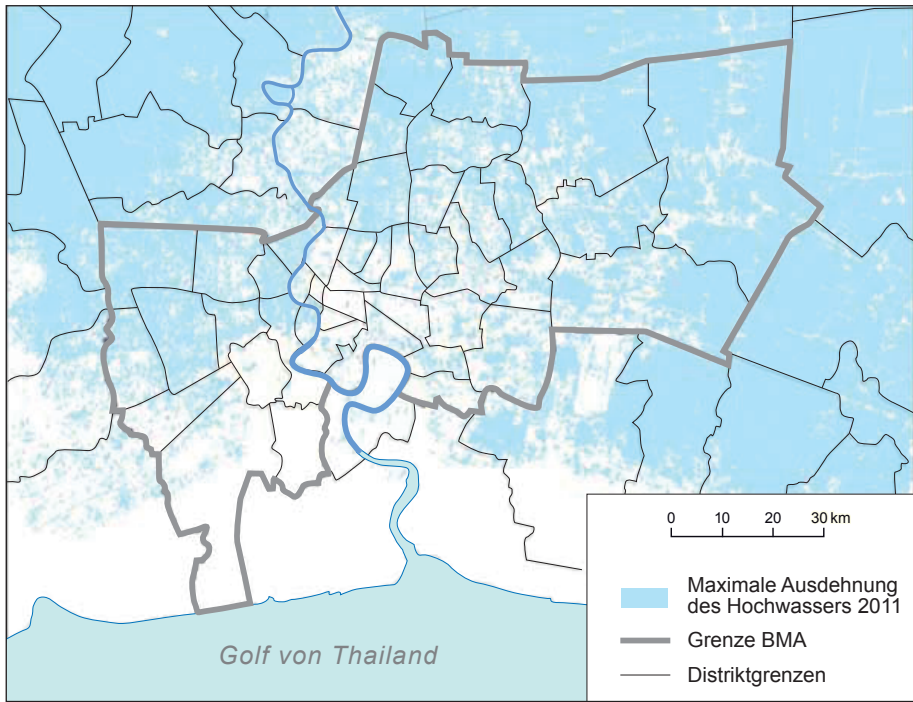 0 10 20 30 km
Maximale Ausdehnung
des Hochwassers 2011
Grenze BMA
Distriktgrenzen
Golf von Thailand